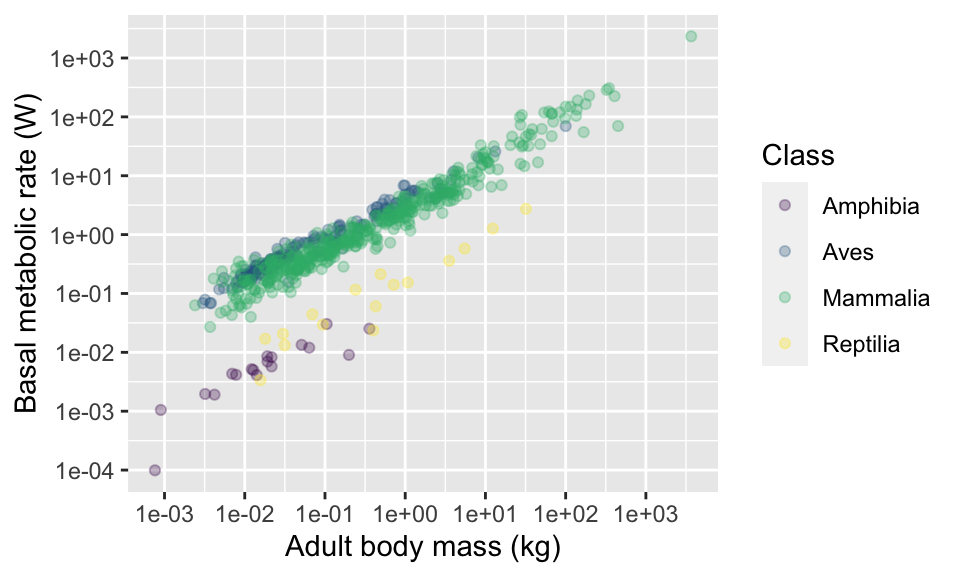 1e+03
1e+02
1e+01
1e+00
1e-01
1e-02
1e-03
1e-04
Basal metabolic rate (W)
1e-03 1e-02 1e-01 1e+00 1e+01 1e+02 1e+03
Adult body mass (kg)
Class
Amphibia
Aves
Mammalia
Reptilia